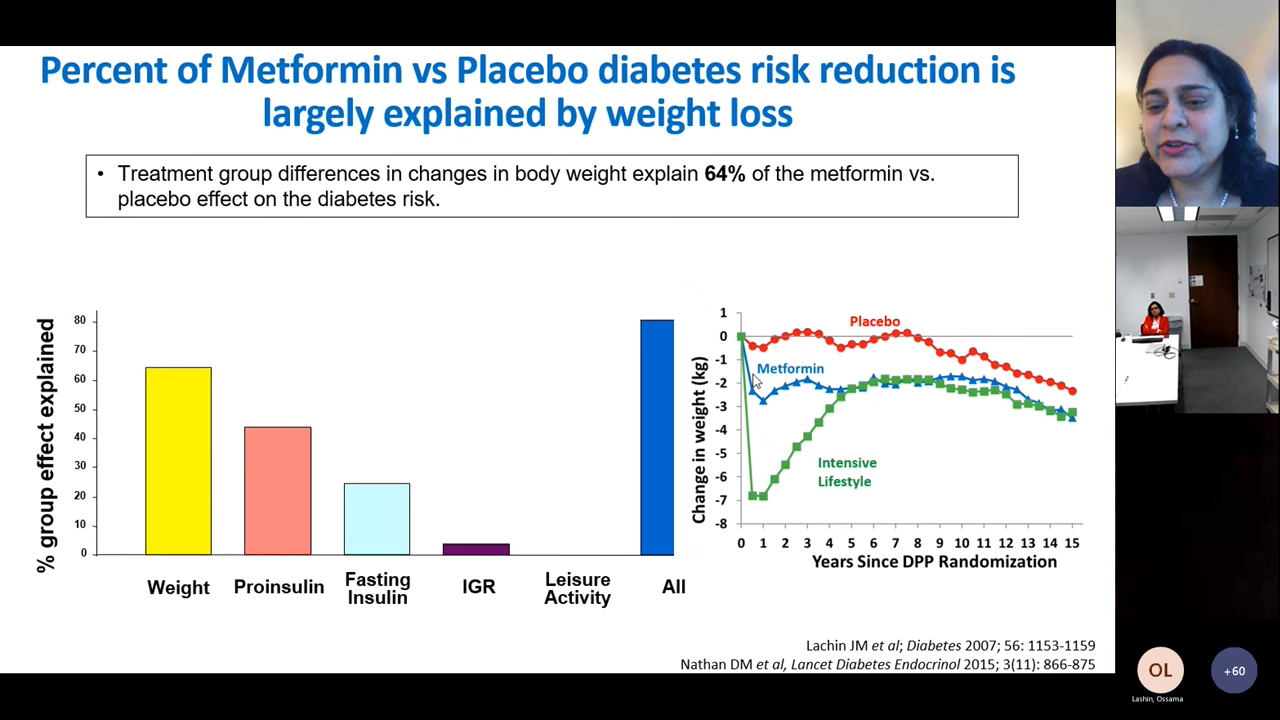 Percent of Metformin vs Placebo diabetes risk reduction is
largely explained by weight loss
• Treatment group differences in changes in body weight explain 64% of the metformin vs.
placebo effect on the diabetes risk.
% group effect explained
80
70
60
50
40
30
20
10
0
Weight
Proinsulin
Fasting
Insulin
IGR
Leisure
Activity
All
Change in weight (kg)
1
0
-1
-2
-3
-4
-5
-6
-7
-8
Placebo
Metformin
Intensive
Lifestyle
0 1 2 3 4 5 6 7 8 9 10 11 12 13 14 15
Years Since DPP Randomization
Lachin JM et al; Diabetes 2007; 56: 1153-1159
Nathan DM et al, Lancet Diabetes Endocrinol 2015; 3(11): 866-875
OL
Lashin, Ossama
+60